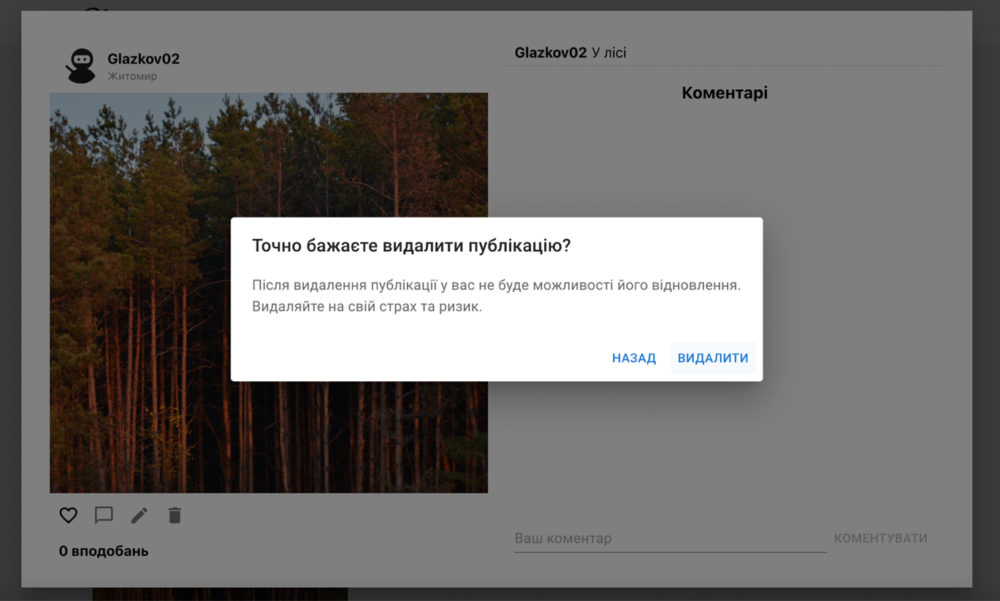 Glazkov02
Житомир
Glazkov02 У лісі
Коментарі
Точно бажаєте видалити публікацію?
Після видалення публікації у вас не буде можливості його відновлення.
Видаляйте на свій страх та ризик.
НАЗАД ВИДАЛИТИ
0 вподобань
Ваш коментар КОМЕНТУВАТИ